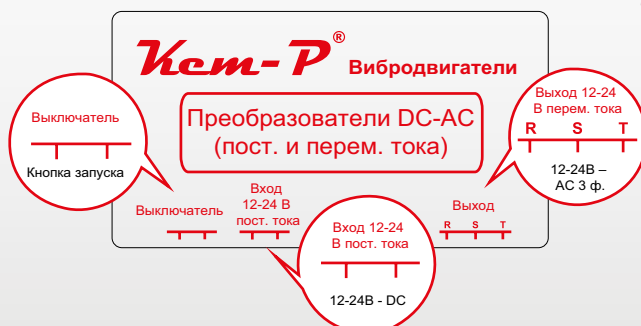 Кет-Р®
Вибродвигатели
Преобразователи DC-AC
(пост. и перем. тока)
Выключатель
Кнопка запуска
Выключатель
Вход
12-24 В
пост. тока
Вход 12-24
В пост. тока
12-24В - DC
Выход
R S T
Выход 12-24
В перем. тока
R S T
12-24В –
AC 3 ф.